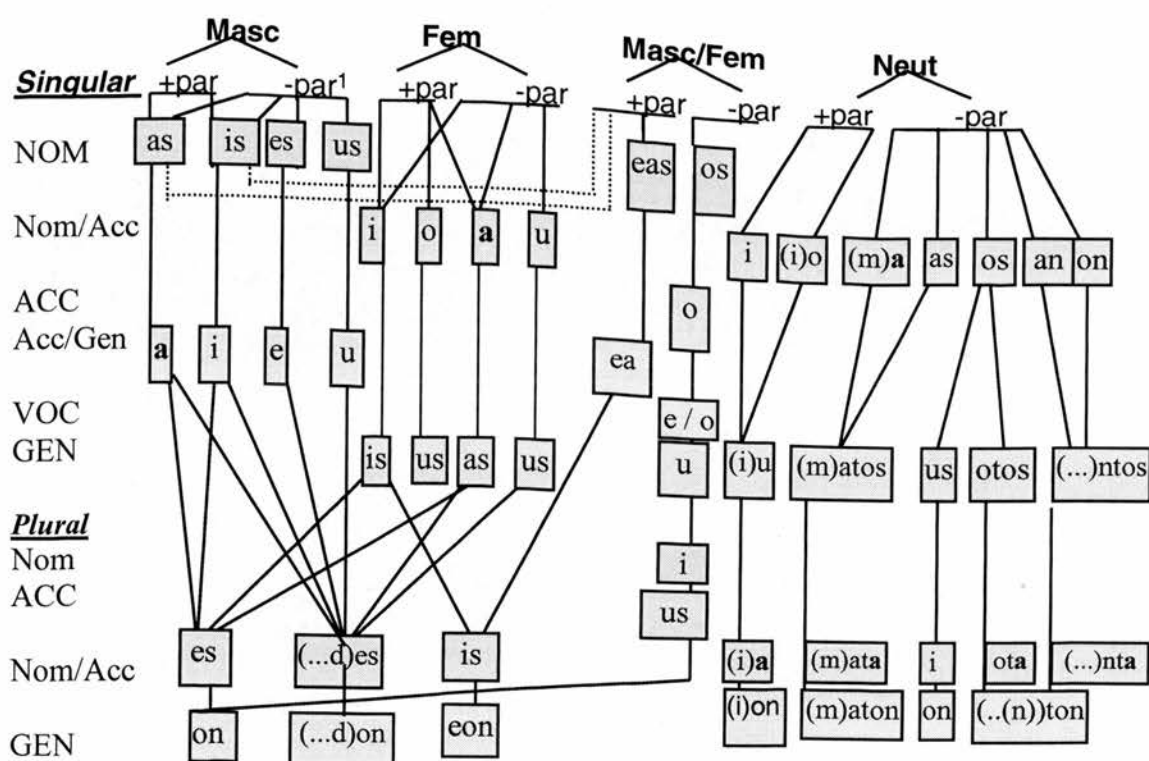 Masc Fem Masc/Fem Neut
Singular +par -par¹ +par -par +par -par +par -par
NOM as is es us eas os
Nom/Acc i o a u i (i)o (m)a as os an on
ACC o
Acc/Gen a i e u ea
VOC e / o
GEN is us as us u (i)u (m)atos us otos (...)ntos
Plural
Nom i
ACC us
Nom/Acc es (...d)es is (i)a (m)ata i ota (...)nta
GEN on (...d)on eon (i)on (m)aton on (..(n))ton